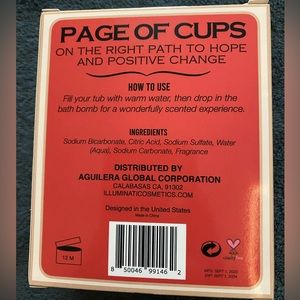 PAGE OF CUPS
ON THE RIGHT PATH TO HOPE
AND POSITIVE CHANGE
HOW TO USE
Fill your tub with warm water, then drop in the
bath bomb for a wonderfully scented experience.
INGREDIENTS
Sodium Bicarbonate, Citric Acid, Sodium Sulfate, Water
(Aqua), Sodium Carbonate, Fragrance
DISTRIBUTED BY
AGUILERA GLOBAL CORPORATION
CALABASAS CA, 91302
ILLUMINATICOSMETICS.COM
Designed in the United States
Made in China
12 M
8 50046 99146 2